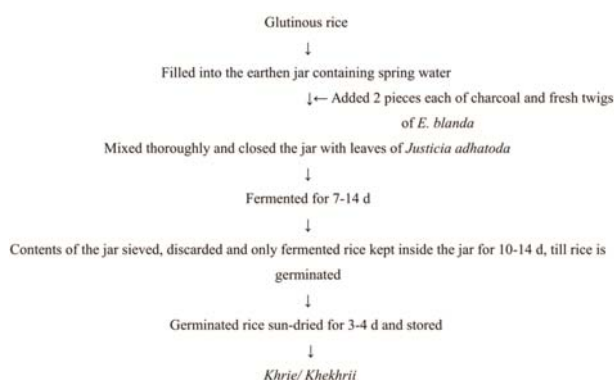 Glutinous rice
↓
Filled into the earthen jar containing spring water
↓← Added 2 pieces each of charcoal and fresh twigs
of E. blanda
Mixed thoroughly and closed the jar with leaves of Justicia adhatoda
↓
Fermented for 7-14 d
↓
Contents of the jar sieved, discarded and only fermented rice kept inside the jar for 10-14 d, till rice is
germinated
↓
Germinated rice sun-dried for 3-4 d and stored
↓
Khrie/ Khekhrii